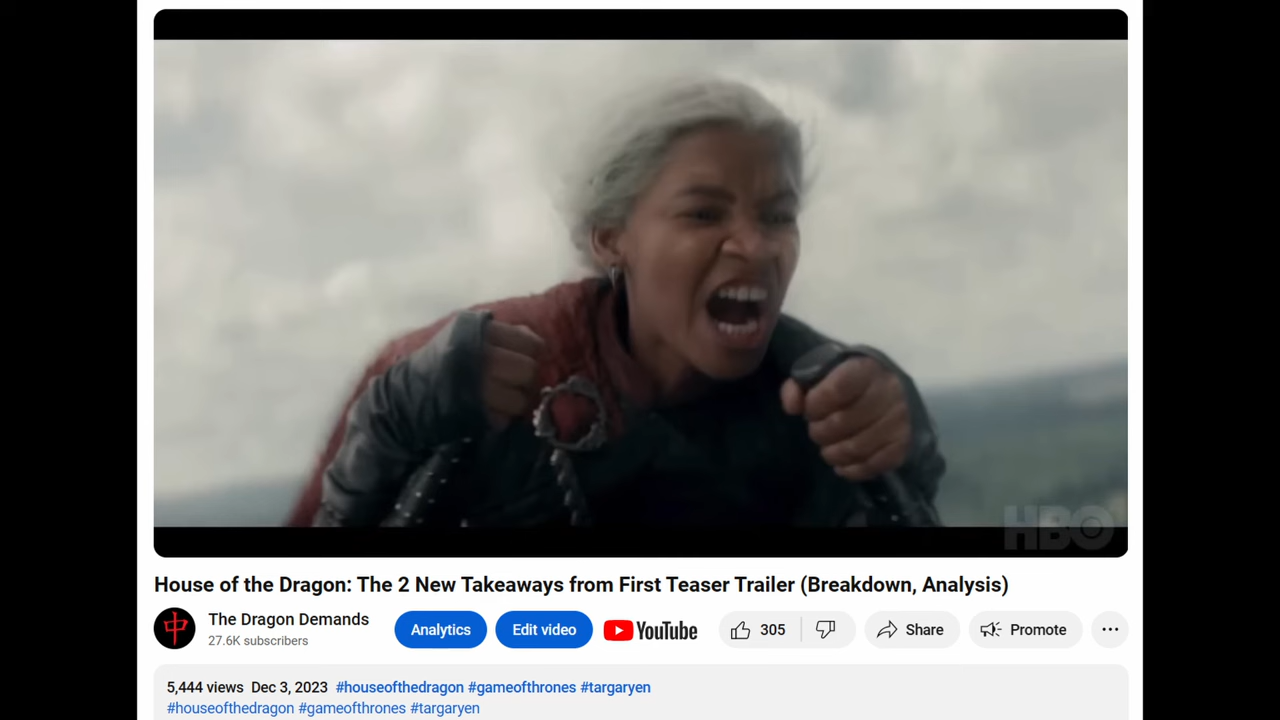 HBO
House of the Dragon: The 2 New Takeaways from First Teaser Trailer (Breakdown, Analysis)
中
The Dragon Demands
27.6K subscribers
Analytics
Edit video
YouTube
305
Share
Promote
5,444 views Dec 3, 2023 #houseofthedragon #gameofthrones #targaryen
#houseofthedragon #gameofthrones #targaryen